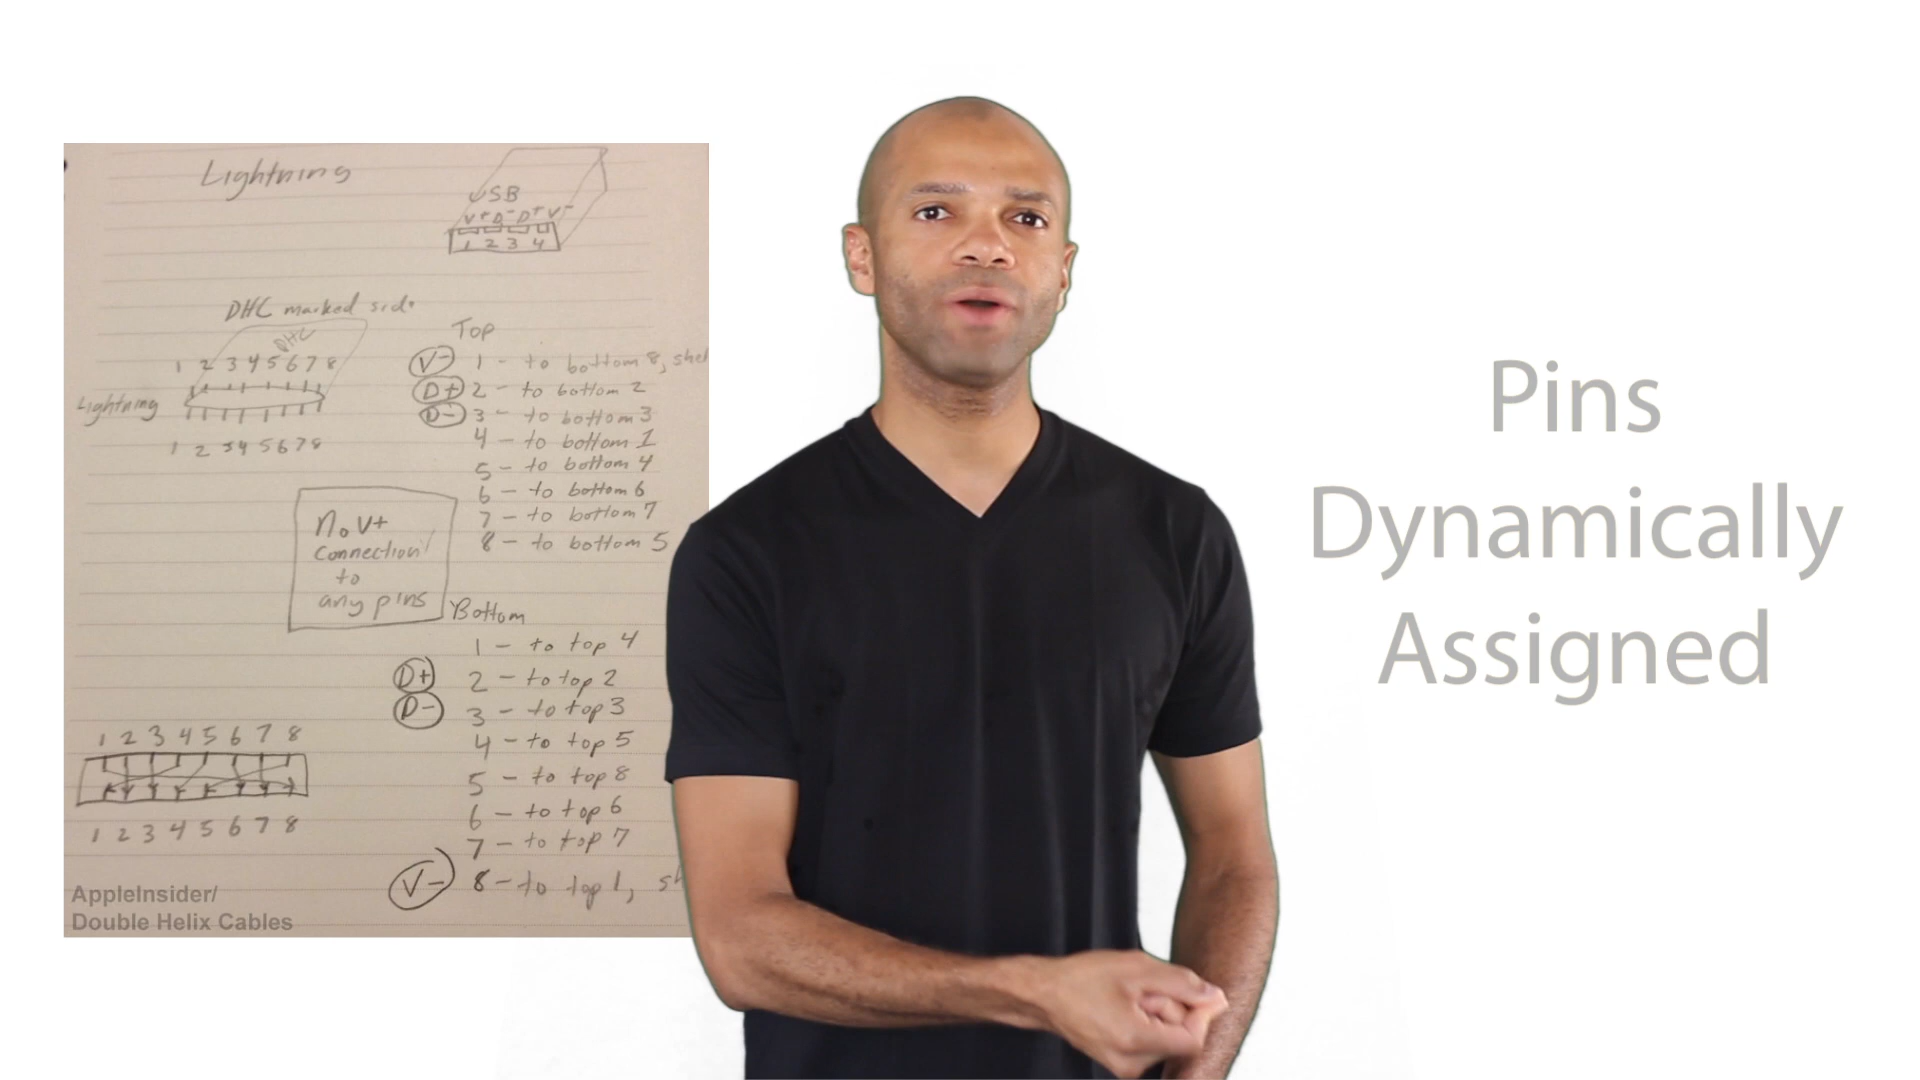 Lightning
USB
V+ D- D+ V-
1 2 3 4
DHC marked side
DHC
1 2 3 4 5 6 7 8
Lightning
1 2 3 4 5 6 7 8
Top
V- 1 - to bottom 8, shel
D+ 2 - to bottom 2
D- 3 - to bottom 3
4 - to bottom 1
5 - to bottom 4
6 - to bottom 6
7 - to bottom 7
8 - to bottom 5
No V+
connection
to
any pins
Bottom
1 - to top 4
D+ 2 - to top 2
D- 3 - to top 3
4 - to top 5
5 - to top 8
6 - to top 6
7 - to top 7
V- 8 - to top 1, sh
1 2 3 4 5 6 7 8
1 2 3 4 5 6 7 8
AppleInsider/
Double Helix Cables
Pins
Dynamically
Assigned